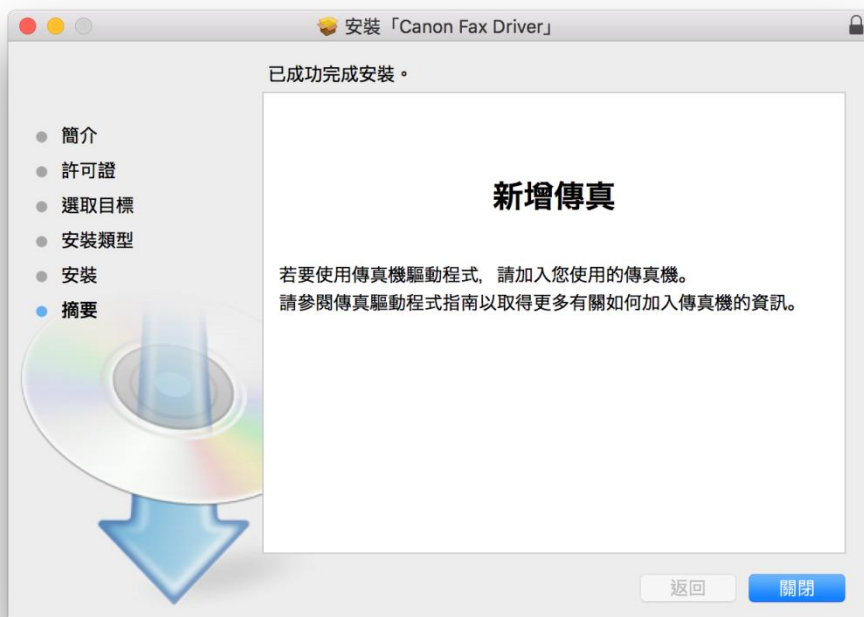 安裝「Canon Fax Driver」
已成功完成安裝。
簡介
許可證
選取目標
安裝類型
安裝
摘要
新增傳真
若要使用傳真機驅動程式，請加入您使用的傳真機。
請參閱傳真驅動程式指南以取得更多有關如何加入傳真機的資訊。
返回
關閉